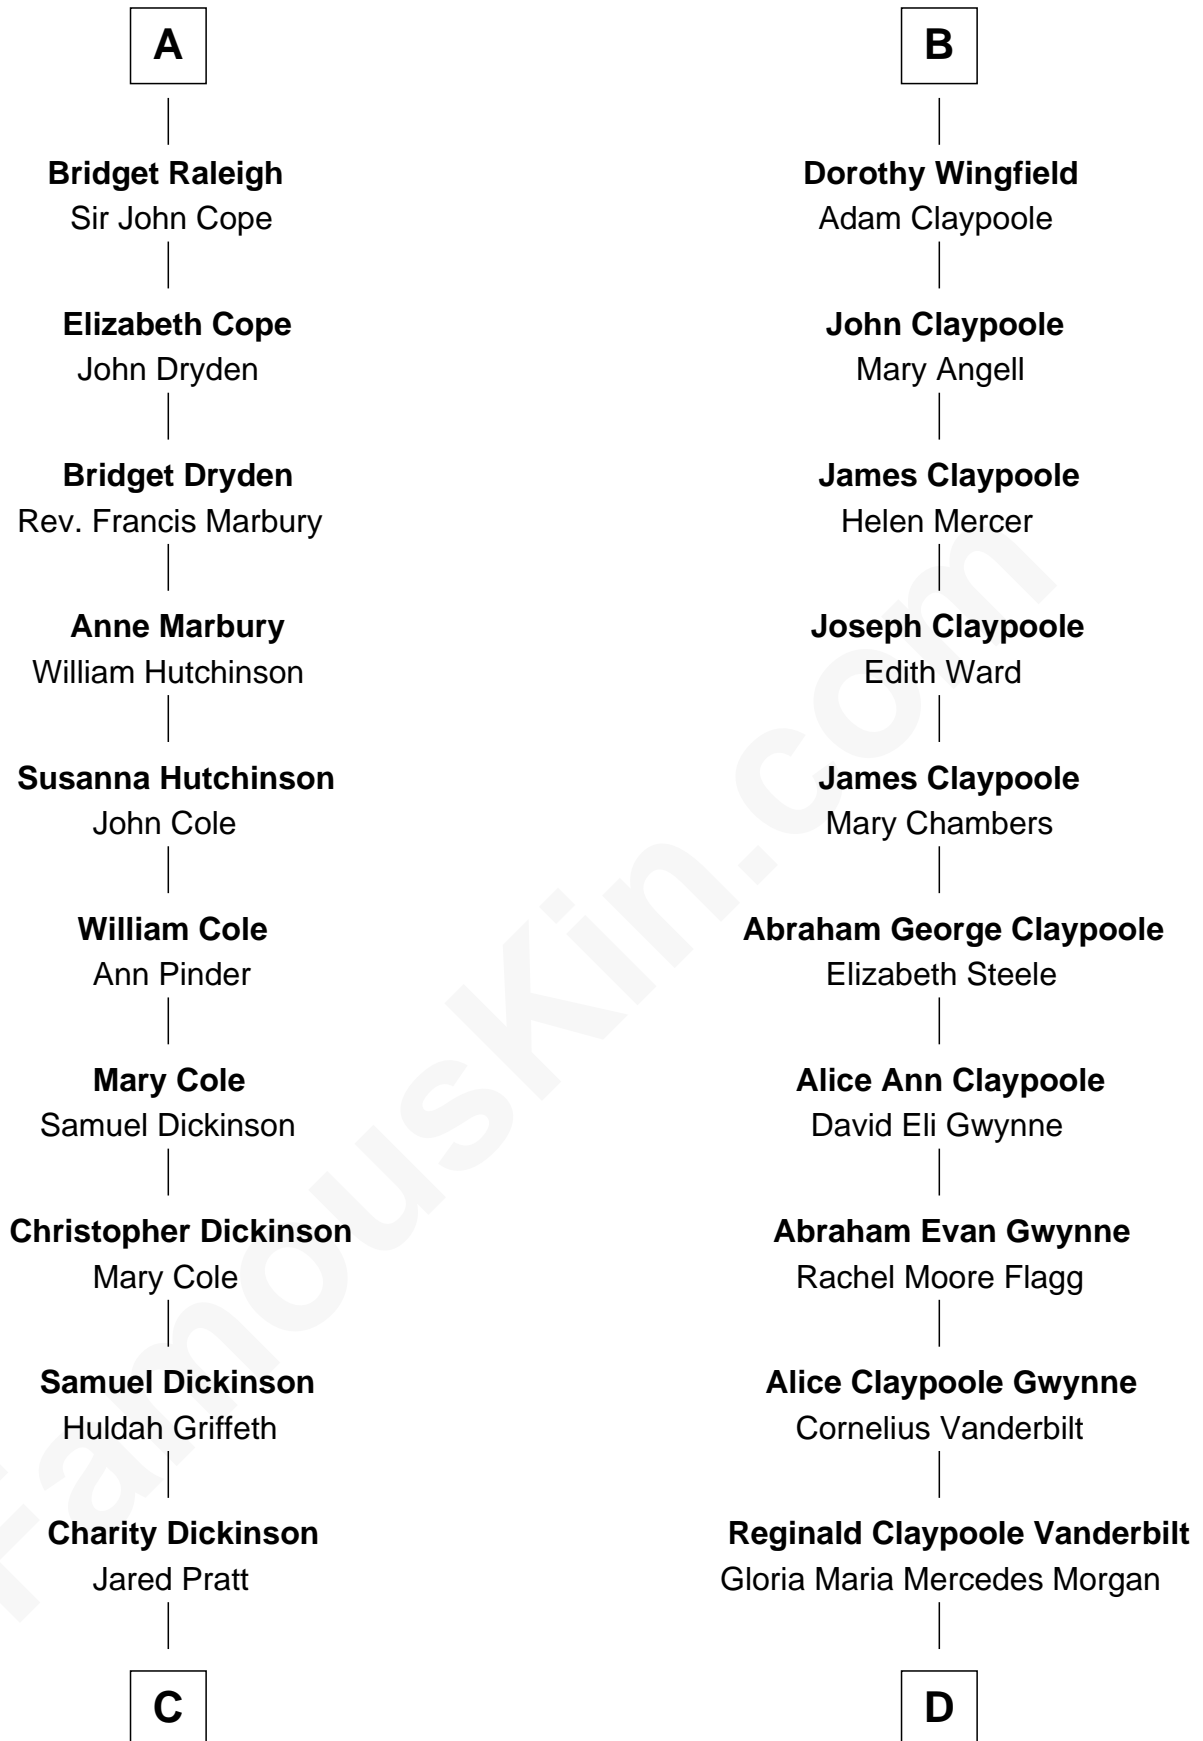 A
Bridget Raleigh
Sir John Cope
Elizabeth Cope
John Dryden
Bridget Dryden
Rev. Francis Marbury
Anne Marbury
William Hutchinson
Susanna Hutchinson
John Cole
William Cole
Ann Pinder
Mary Cole
Samuel Dickinson
Christopher Dickinson
Mary Cole
Samuel Dickinson
Huldah Griffeth
Charity Dickinson
Jared Pratt
C
B
Dorothy Wingfield
Adam Claypoole
John Claypoole
Mary Angell
James Claypoole
Helen Mercer
Joseph Claypoole
Edith Ward
James Claypoole
Mary Chambers
Abraham George Claypoole
Elizabeth Steele
Alice Ann Claypoole
David Eli Gwynne
Abraham Evan Gwynne
Rachel Moore Flagg
Alice Claypoole Gwynne
Cornelius Vanderbilt
Reginald Claypoole Vanderbilt
Gloria Maria Mercedes Morgan
D
FamousKin.com